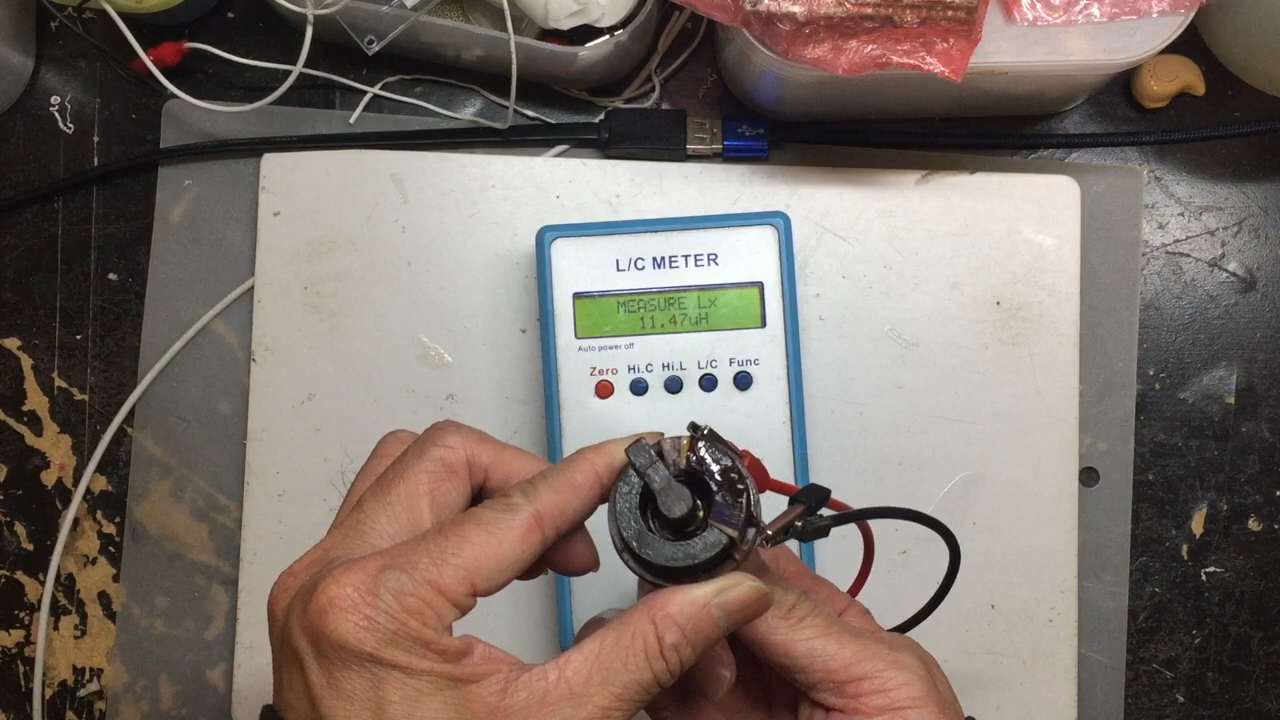 L/C METER
MEASURE Lx
11.47uH
Auto power off
Zero Hi.C Hi.L L/C Func